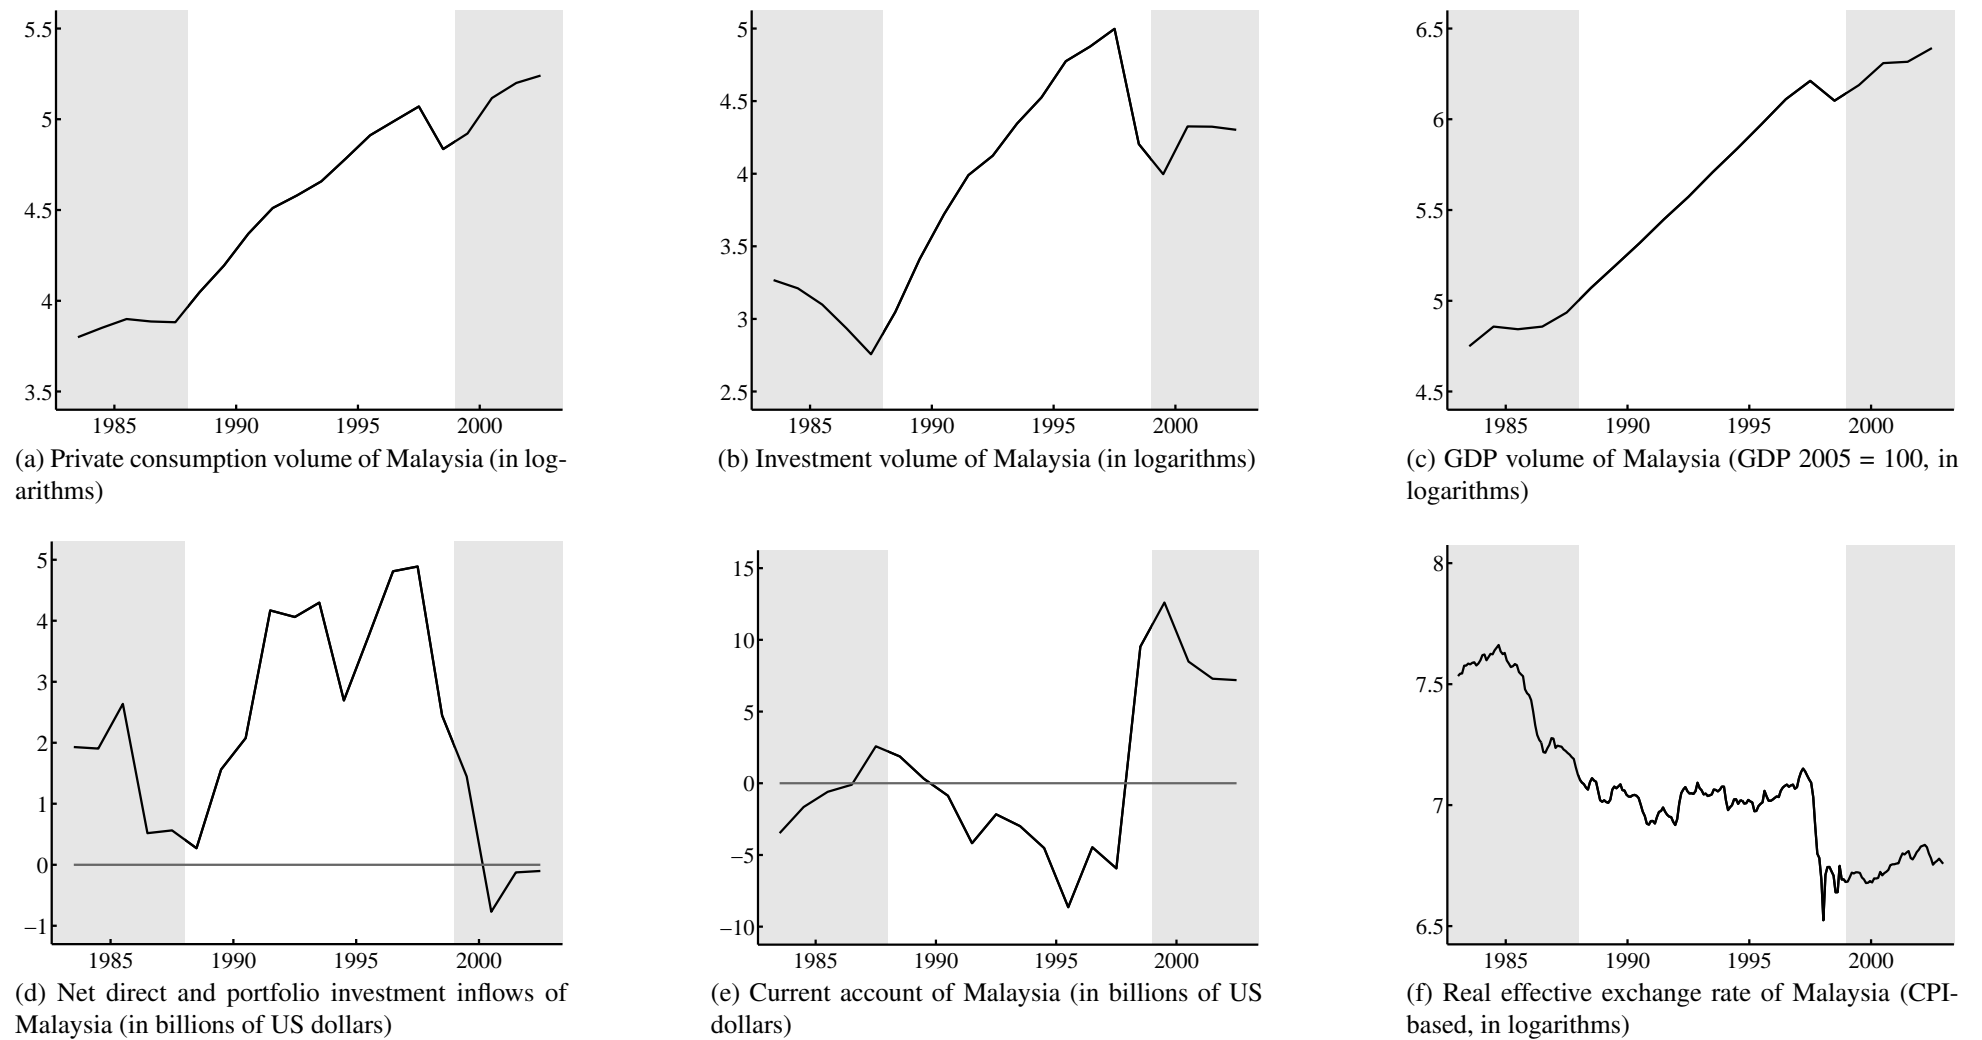 5.5
5
4.5
4
3.5
1985 1990 1995 2000
(a) Private consumption volume of Malaysia (in log-
arithms)
5
4.5
4
3.5
3
2.5
1985 1990 1995 2000
(b) Investment volume of Malaysia (in logarithms)
6.5
6
5.5
5
4.5
1985 1990 1995 2000
(c) GDP volume of Malaysia (GDP 2005 = 100, in
logarithms)
5
4
3
2
1
0
−1
1985 1990 1995 2000
(d) Net direct and portfolio investment inflows of
Malaysia (in billions of US dollars)
15
10
5
0
−5
−10
1985 1990 1995 2000
(e) Current account of Malaysia (in billions of US
dollars)
8
7.5
7
6.5
1985 1990 1995 2000
(f) Real effective exchange rate of Malaysia (CPI-
based, in logarithms)